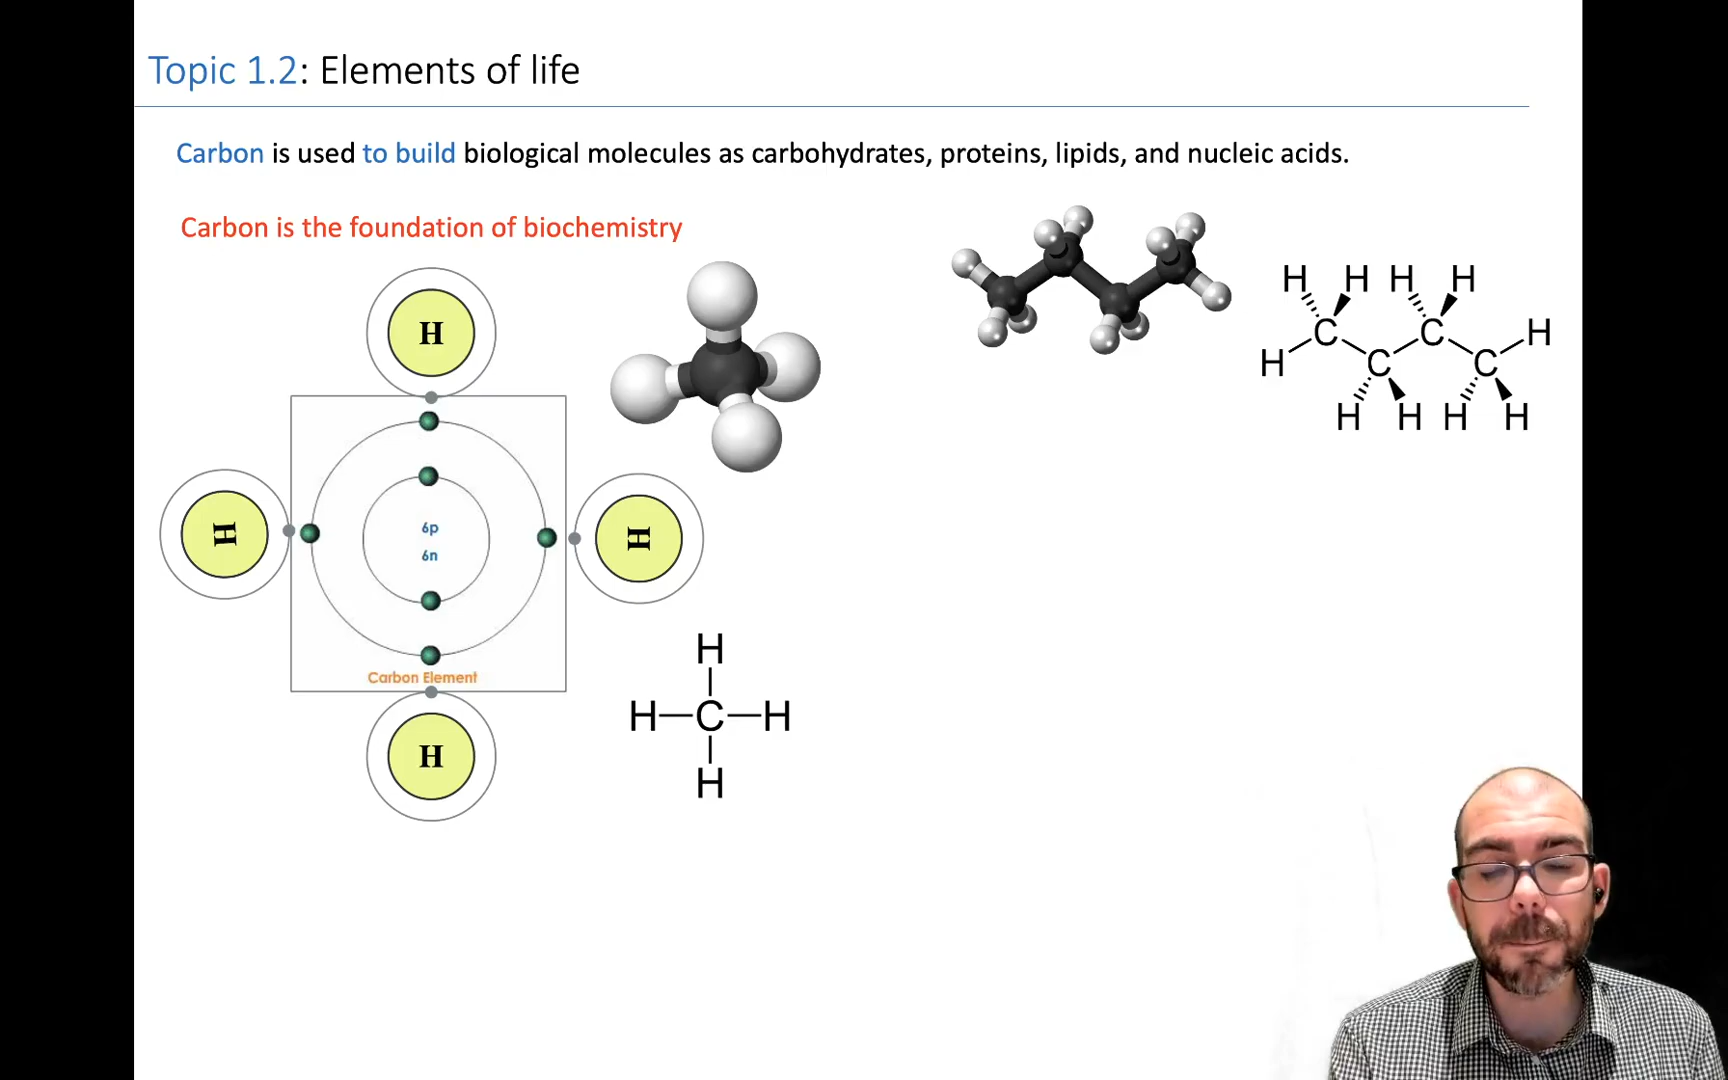 Topic 1.2: Elements of life
Carbon is used to build biological molecules as carbohydrates, proteins, lipids, and nucleic acids.
Carbon is the foundation of biochemistry
H
H
6p
6n
H
Carbon Element
H
H
H—C—H
H
H H H H
C C H
H C C
H H H H